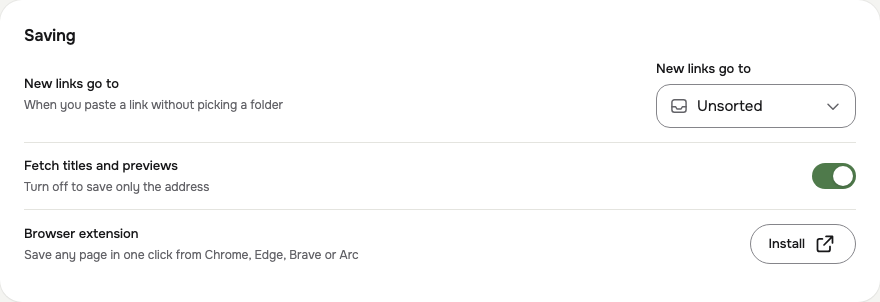 Saving
New links go to
When you paste a link without picking a folder
New links go to
Unsorted
Fetch titles and previews
Turn off to save only the address
Browser extension
Save any page in one click from Chrome, Edge, Brave or Arc
Install